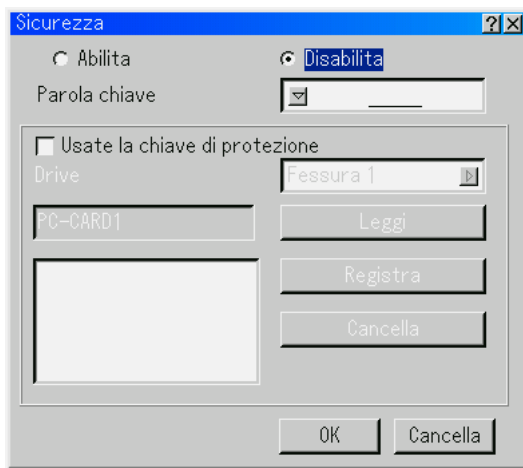 Sicurezza
Abilita Disabilita
Parola chiave
Usate la chiave di protezione
Drive Fessura 1
PC-CARD1 Leggi
Registra
Cancella
OK Cancella